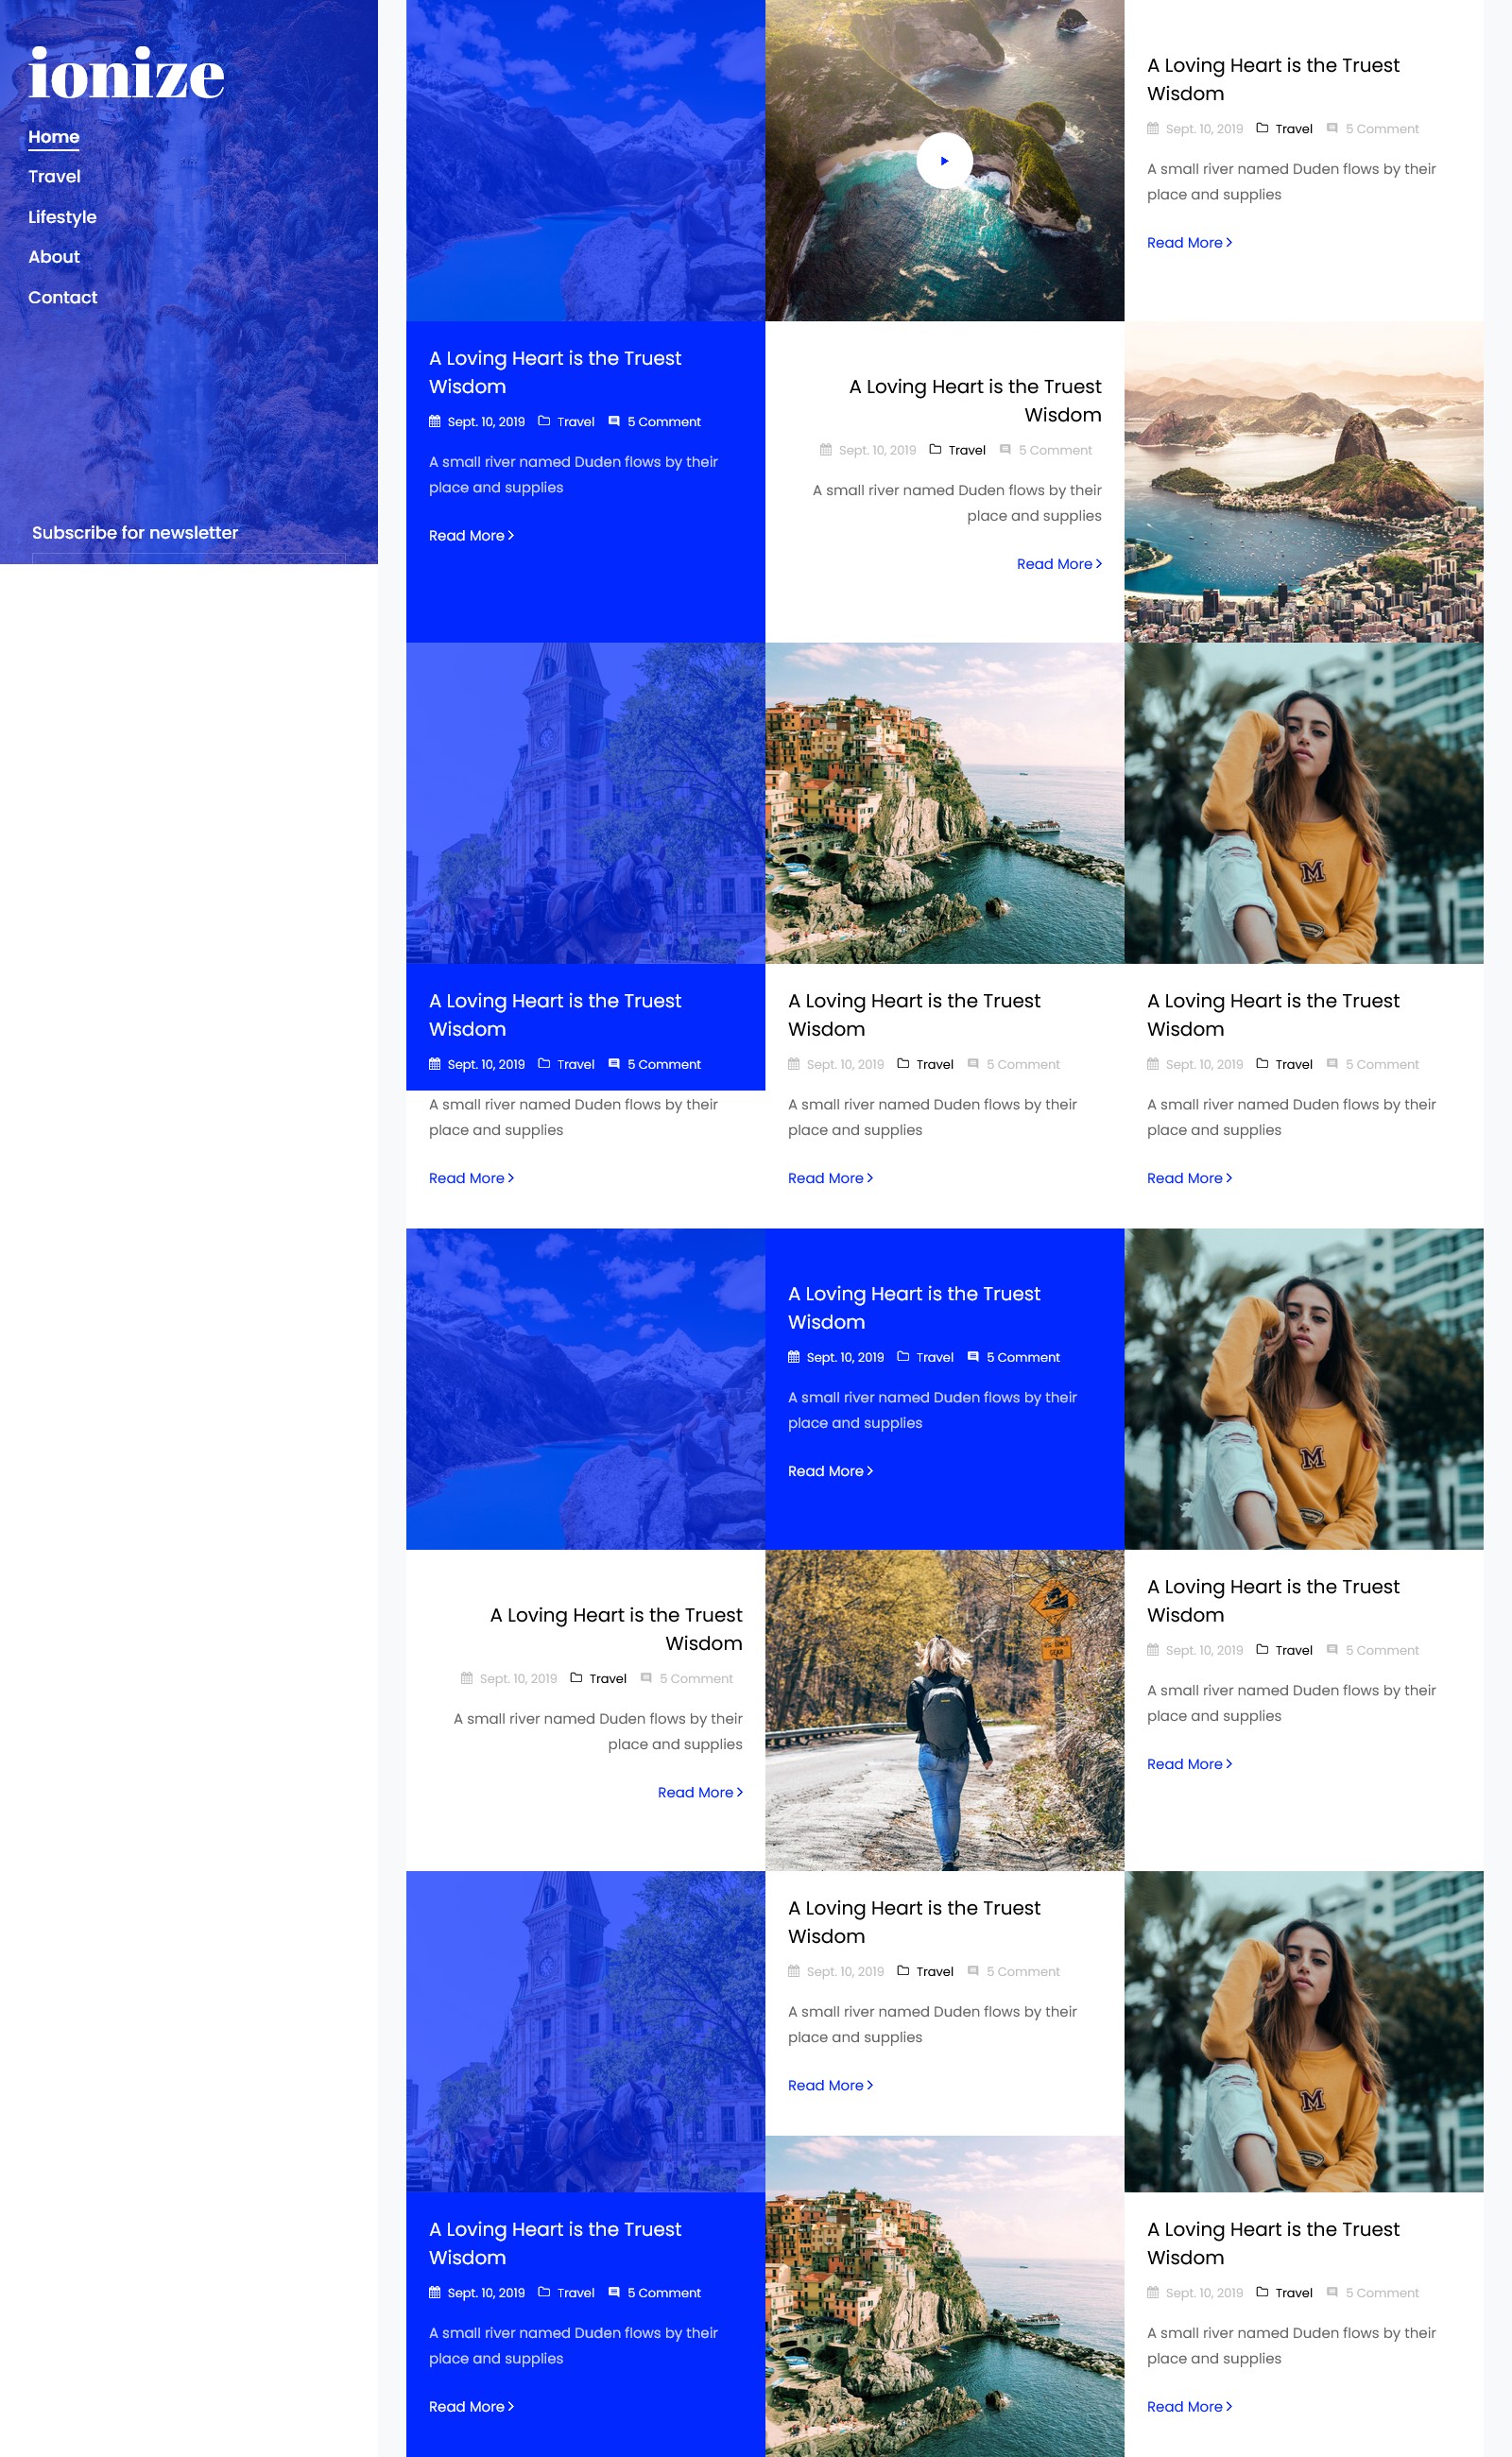 ionize
Home
Travel
Lifestyle
About
Contact
Subscribe for newsletter
A Loving Heart is the Truest
Wisdom
Sept. 10, 2019 Travel 5 Comment
A small river named Duden flows by their
place and supplies
Read More
A Loving Heart is the Truest
Wisdom
Sept. 10, 2019 Travel 5 Comment
A small river named Duden flows by their
place and supplies
Read More
A Loving Heart is the Truest
Wisdom
Sept. 10, 2019 Travel 5 Comment
A small river named Duden flows by their
place and supplies
Read More
M
A Loving Heart is the Truest
Wisdom
Sept. 10, 2019 Travel 5 Comment
A small river named Duden flows by their
place and supplies
Read More
A Loving Heart is the Truest
Wisdom
Sept. 10, 2019 Travel 5 Comment
A small river named Duden flows by their
place and supplies
Read More
A Loving Heart is the Truest
Wisdom
Sept. 10, 2019 Travel 5 Comment
A small river named Duden flows by their
place and supplies
Read More
A Loving Heart is the Truest
Wisdom
Sept. 10, 2019 Travel 5 Comment
A small river named Duden flows by their
place and supplies
Read More
M
A Loving Heart is the Truest
Wisdom
Sept. 10, 2019 Travel 5 Comment
A small river named Duden flows by their
place and supplies
Read More
A Loving Heart is the Truest
Wisdom
Sept. 10, 2019 Travel 5 Comment
A small river named Duden flows by their
place and supplies
Read More
A Loving Heart is the Truest
Wisdom
Sept. 10, 2019 Travel 5 Comment
A small river named Duden flows by their
place and supplies
Read More
M
A Loving Heart is the Truest
Wisdom
Sept. 10, 2019 Travel 5 Comment
A small river named Duden flows by their
place and supplies
Read More
A Loving Heart is the Truest
Wisdom
Sept. 10, 2019 Travel 5 Comment
A small river named Duden flows by their
place and supplies
Read More